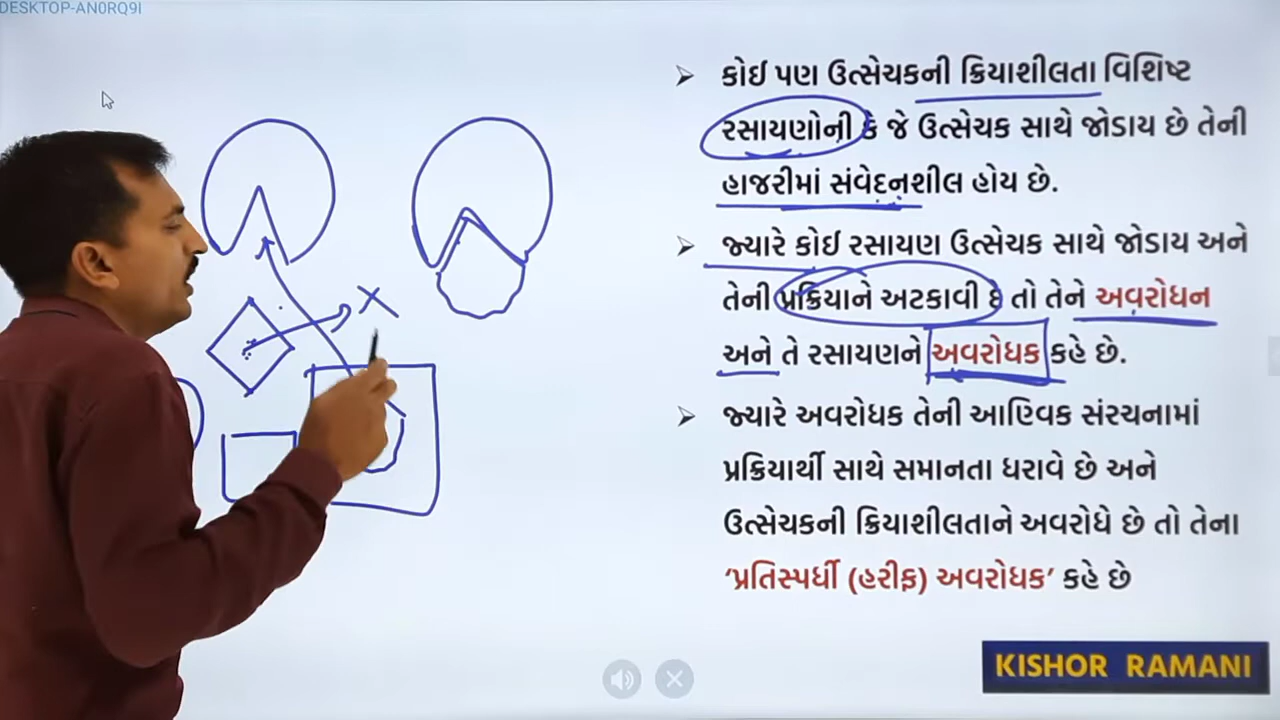 DESKTOP-AN0RQ9I
કોઈ પણ ઉત્સેચકની ક્રિયાશીલતા વિશિષ્ટ
રસાયણોની કે જે ઉત્સેચક સાથે જોડાય છે તેની
હાજરીમાં સંવેદનશીલ હોય છે.
જ્યારે કોઈ રસાયણ ઉત્સેચક સાથે જોડાય અને
તેની પ્રક્રિયાને અટકાવી દે તો તેને અવરોધન
અને તે રસાયણને અવરોધક કહે છે.
જ્યારે અવરોધક તેની આણ્વિક સંરચનામાં
પ્રક્રિયાર્થી સાથે સમાનતા ધરાવે છે અને
ઉત્સેચકની ક્રિયાશીલતાને અવરોધે છે તો તેના
‘પ્રતિસ્પર્ધી (હરીફ) અવરોધક’ કહે છે
KISHOR RAMANI